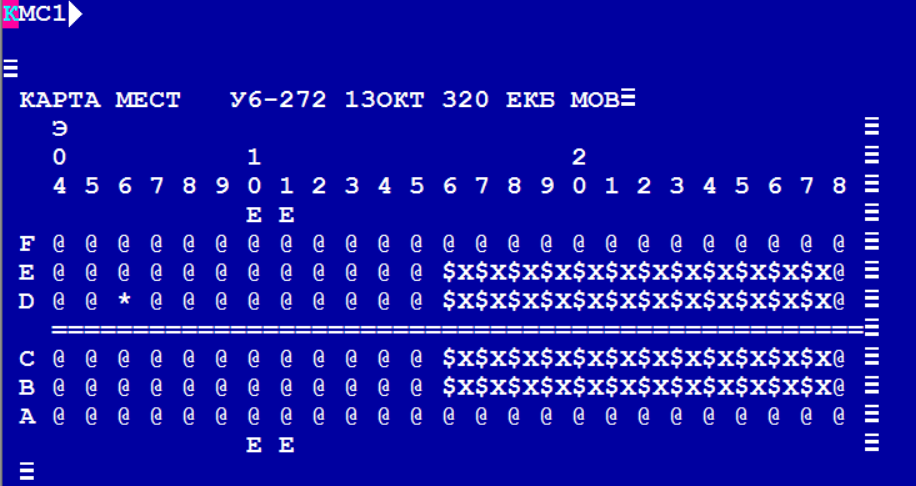 КМС1▶
≡
КАРТА МЕСТ   У6-272 13ОКТ 320 ЕКБ МОВ≡
  Э                                                 ≡
  0           1                   2                 ≡
  4 5 6 7 8 9 0 1 2 3 4 5 6 7 8 9 0 1 2 3 4 5 6 7 8 ≡
              Е Е                                   ≡
F @ @ @ @ @ @ @ @ @ @ @ @ @ @ @ @ @ @ @ @ @ @ @ @ @ ≡
E @ @ @ @ @ @ @ @ @ @ @ @ $X$X$X$X$X$X$X$X$X$X$X$X@ ≡
D @ @ * @ @ @ @ @ @ @ @ @ $X$X$X$X$X$X$X$X$X$X$X$X@ ≡
  ==================================================≡
C @ @ @ @ @ @ @ @ @ @ @ @ $X$X$X$X$X$X$X$X$X$X$X$X@ ≡
B @ @ @ @ @ @ @ @ @ @ @ @ $X$X$X$X$X$X$X$X$X$X$X$X@ ≡
A @ @ @ @ @ @ @ @ @ @ @ @ @ @ @ @ @ @ @ @ @ @ @ @ @ ≡
              Е Е                                   ≡
≡